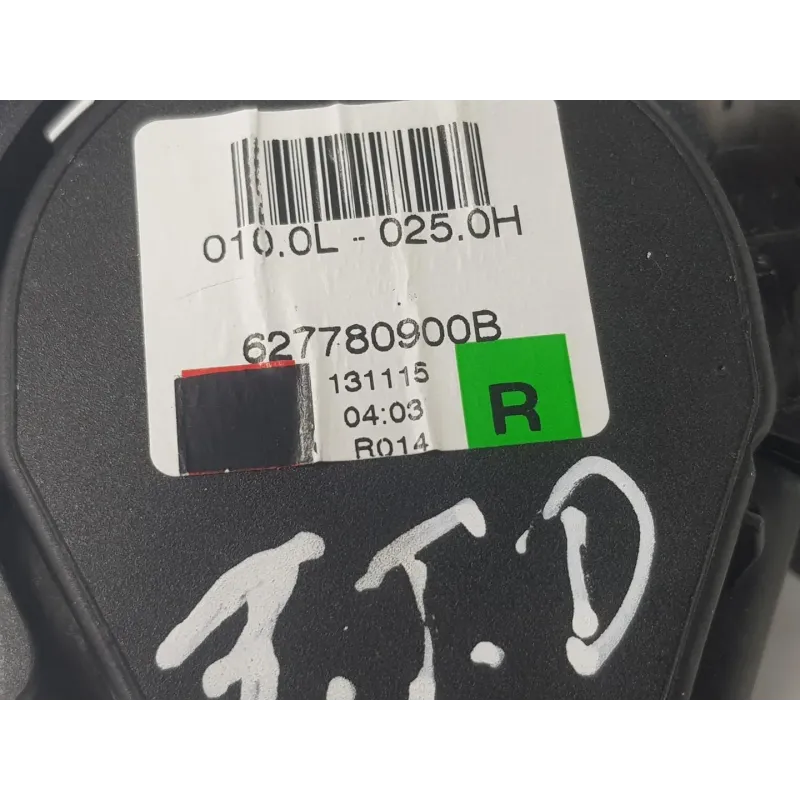 010.0L - 025.0H
627780900B
131115
04:03
R
R014
F.J.D